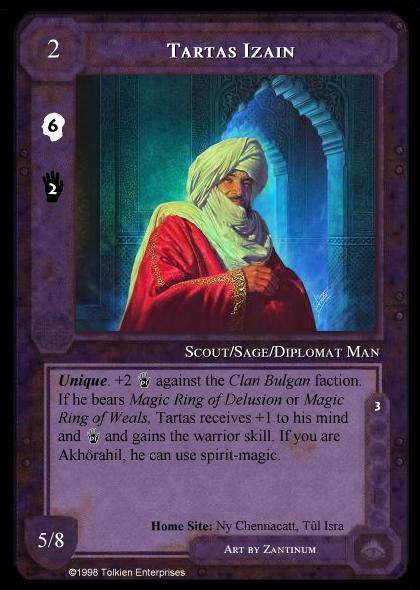 2
TARTAS IZAIN
6
2
SCOUT/SAGE/DIPLOMAT MAN
Unique. +2 DI against the Clan Bulgan faction.
If he bears Magic Ring of Delusion or Magic
Ring of Weals, Tartas receives +1 to his mind
and DI and gains the warrior skill. If you are
Akhôrahil, he can use spirit-magic.
3
Home Site: Ny Chennacatt, Tûl Isra
5/8
ART BY ZANTINUM
©1998 Tolkien Enterprises